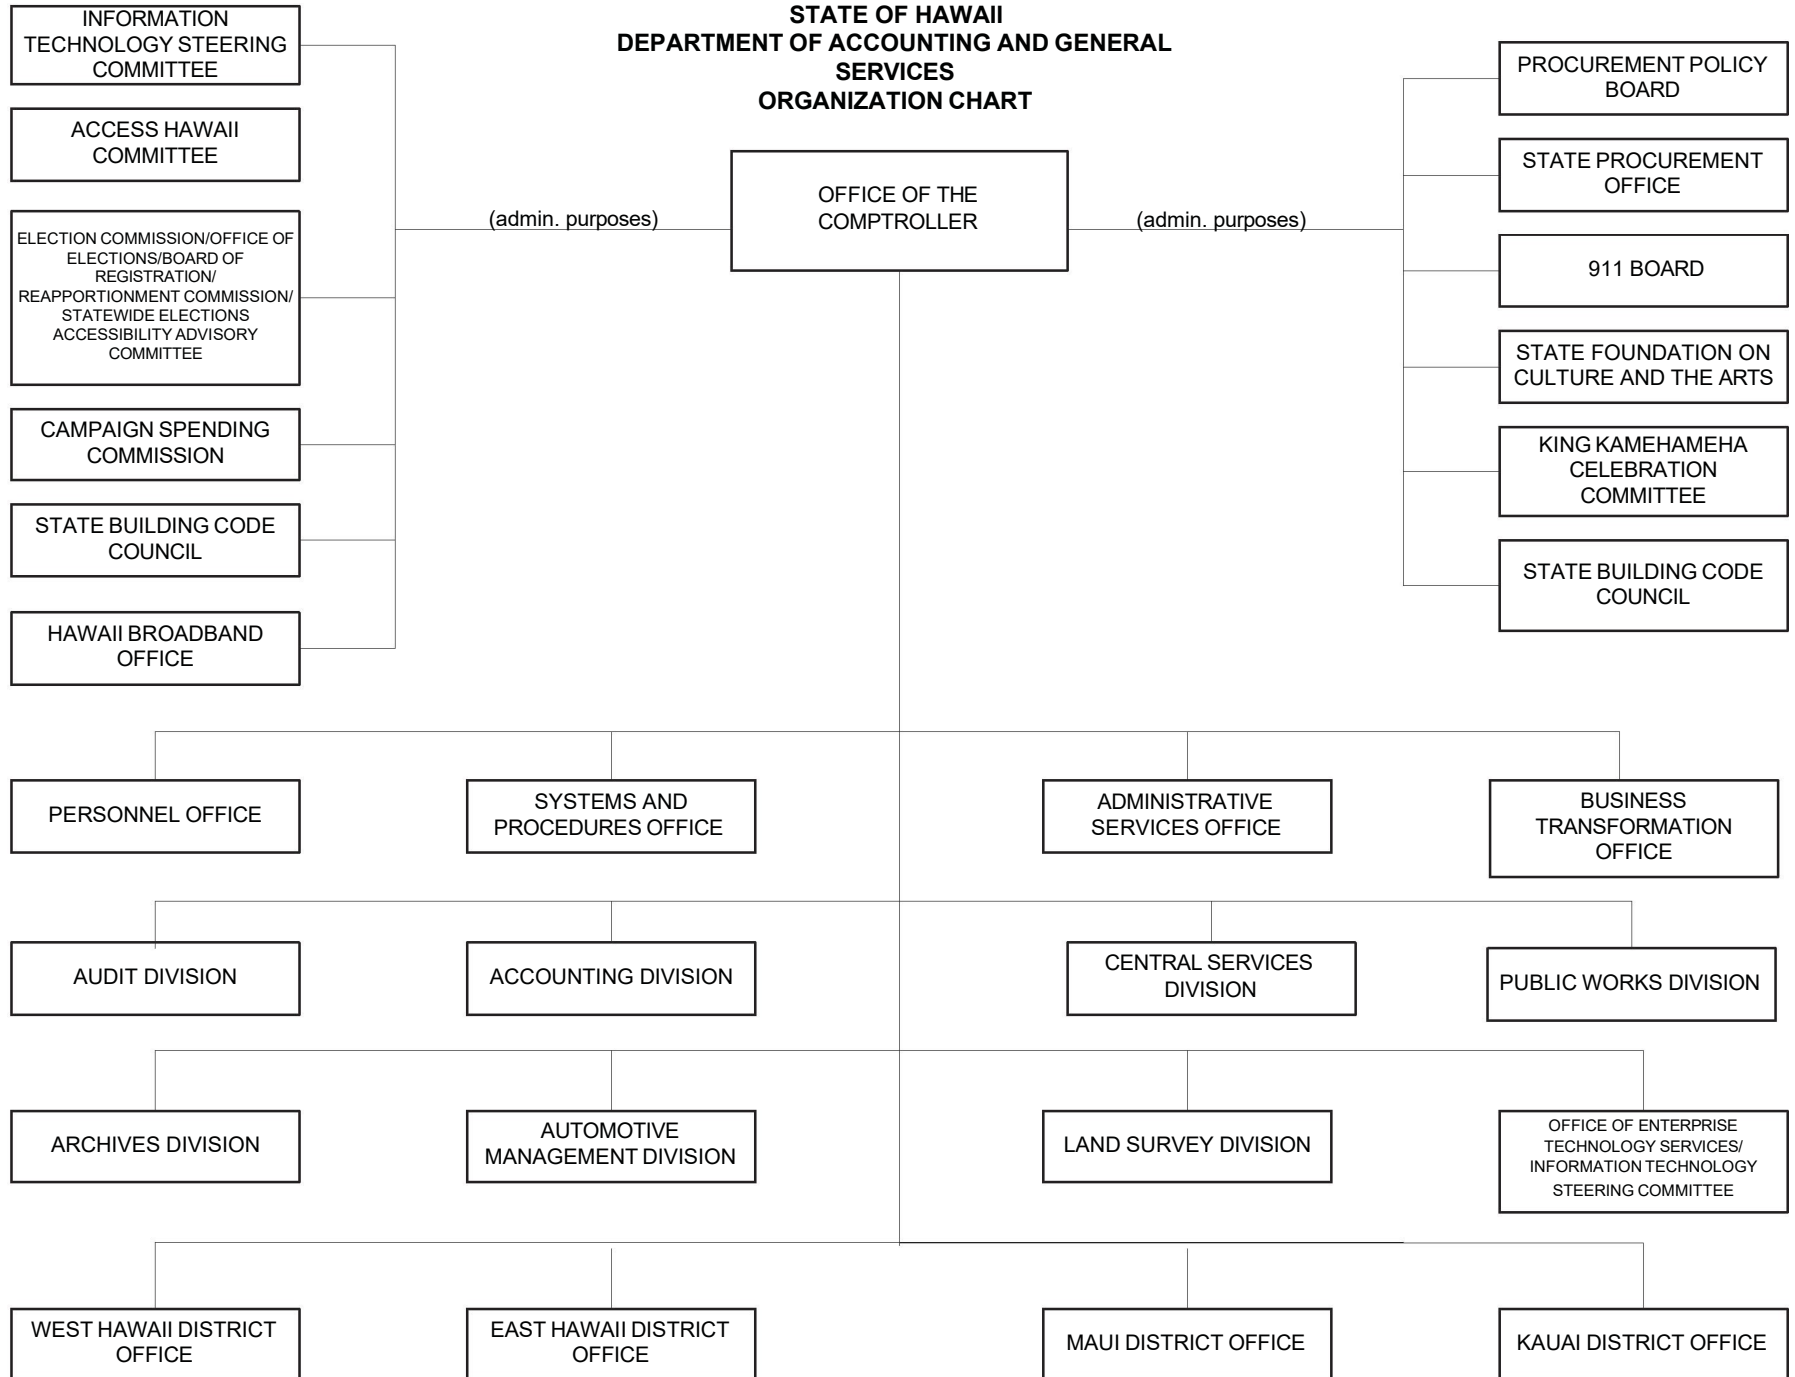 STATE OF HAWAII
DEPARTMENT OF ACCOUNTING AND GENERAL
SERVICES
ORGANIZATION CHART
INFORMATION
TECHNOLOGY STEERING
COMMITTEE
ACCESS HAWAII
COMMITTEE
ELECTION COMMISSION/OFFICE OF
ELECTIONS/BOARD OF
REGISTRATION/
REAPPORTIONMENT COMMISSION/
STATEWIDE ELECTIONS
ACCESSIBILITY ADVISORY
COMMITTEE
CAMPAIGN SPENDING
COMMISSION
STATE BUILDING CODE
COUNCIL
HAWAII BROADBAND
OFFICE
(admin. purposes)
OFFICE OF THE
COMPTROLLER
(admin. purposes)
PROCUREMENT POLICY
BOARD
STATE PROCUREMENT
OFFICE
911 BOARD
STATE FOUNDATION ON
CULTURE AND THE ARTS
KING KAMEHAMEHA
CELEBRATION
COMMITTEE
STATE BUILDING CODE
COUNCIL
PERSONNEL OFFICE
SYSTEMS AND
PROCEDURES OFFICE
ADMINISTRATIVE
SERVICES OFFICE
BUSINESS
TRANSFORMATION
OFFICE
AUDIT DIVISION
ACCOUNTING DIVISION
CENTRAL SERVICES
DIVISION
PUBLIC WORKS DIVISION
ARCHIVES DIVISION
AUTOMOTIVE
MANAGEMENT DIVISION
LAND SURVEY DIVISION
OFFICE OF ENTERPRISE
TECHNOLOGY SERVICES/
INFORMATION TECHNOLOGY
STEERING COMMITTEE
WEST HAWAII DISTRICT
OFFICE
EAST HAWAII DISTRICT
OFFICE
MAUI DISTRICT OFFICE
KAUAI DISTRICT OFFICE